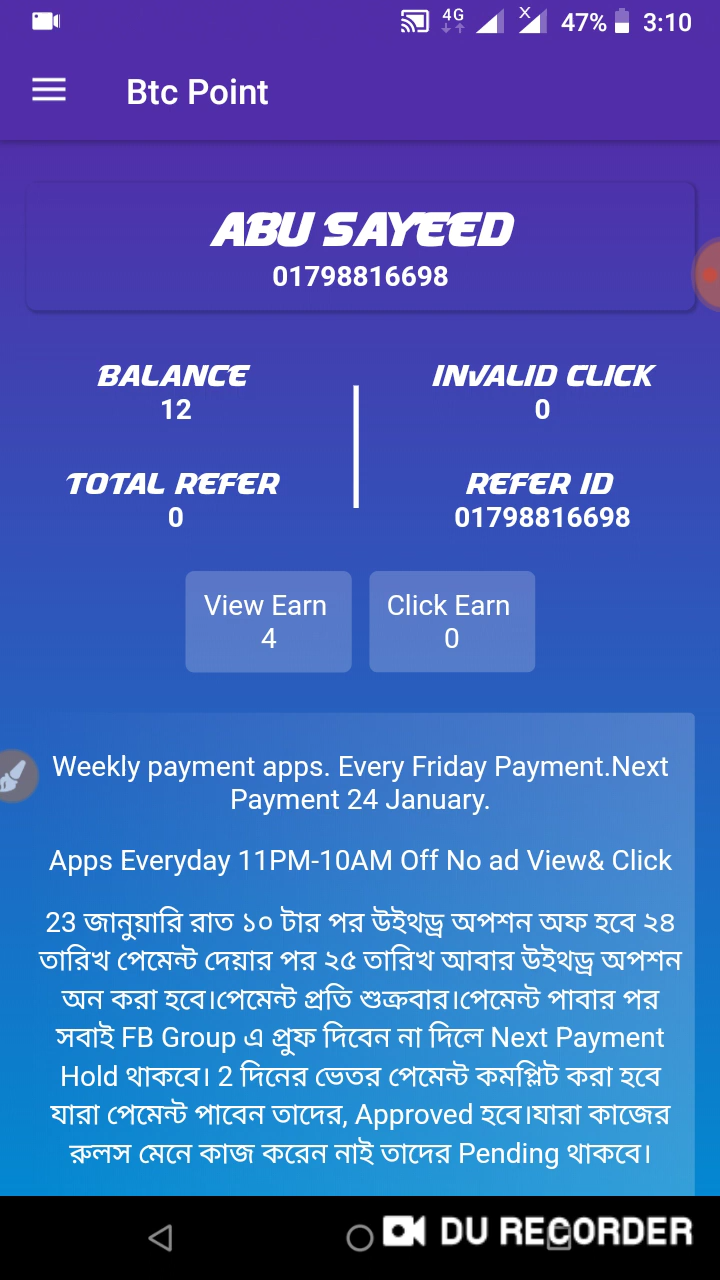 4G
X
47%
3:10
Btc Point
ABU SAYEED
01798816698
BALANCE
12
INVALID CLICK
0
TOTAL REFER
0
REFER ID
01798816698
View Earn
4
Click Earn
0
Weekly payment apps. Every Friday Payment.Next
Payment 24 January.
Apps Everyday 11PM-10AM Off No ad View& Click
23 জানুয়ারি রাত ১০ টার পর উইথড্র অপশন অফ হবে ২৪
তারিখ পেমেন্ট দেয়ার পর ২৫ তারিখ আবার উইথড্র অপশন
অন করা হবে।পেমেন্ট প্রতি শুক্রবার।পেমেন্ট পাবার পর
সবাই FB Group এ প্রুফ দিবেন না দিলে Next Payment
Hold থাকবে। 2 দিনের ভেতর পেমেন্ট কমপ্লিট করা হবে
যারা পেমেন্ট পাবেন তাদের, Approved হবে।যারা কাজের
রুলস মেনে কাজ করেন নাই তাদের Pending থাকবে।
DU RECORDER